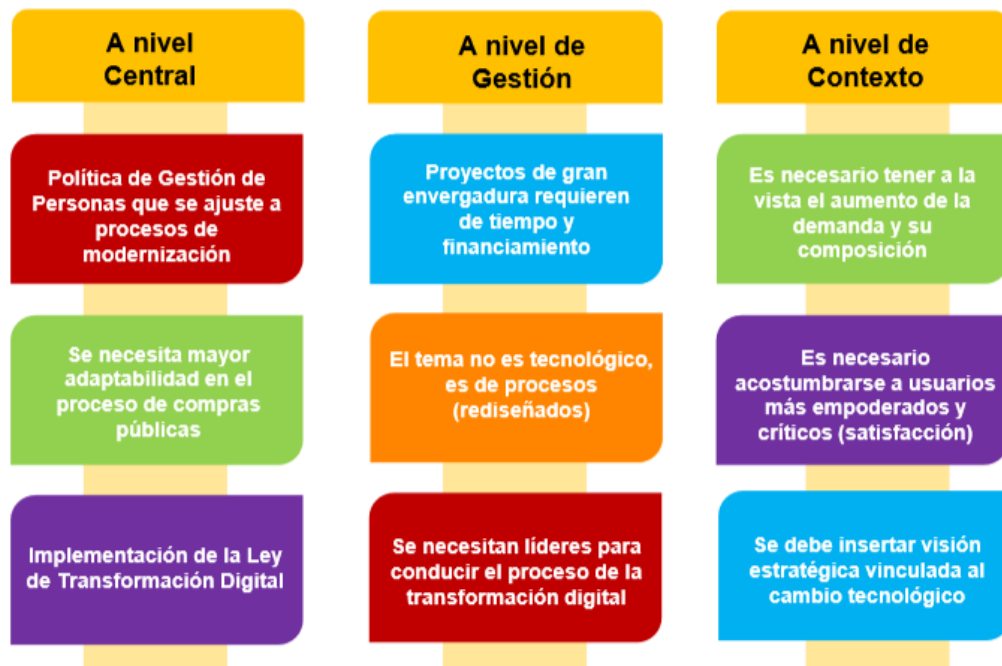 A nivel
Central
Política de Gestión de
Personas que se ajuste a
procesos de
modernización
Se necesita mayor
adaptabilidad en el
proceso de compras
públicas
Implementación de la Ley
de Transformación Digital
A nivel de
Gestión
Proyectos de gran
envergadura requieren
de tiempo y
financiamiento
El tema no es tecnológico,
es de procesos
(rediseñados)
Se necesitan líderes para
conducir el proceso de la
transformación digital
A nivel de
Contexto
Es necesario tener a la
vista el aumento de la
demanda y su
composición
Es necesario
acostumbrarse a usuarios
más empoderados y
críticos (satisfacción)
Se debe insertar visión
estratégica vinculada al
cambio tecnológico